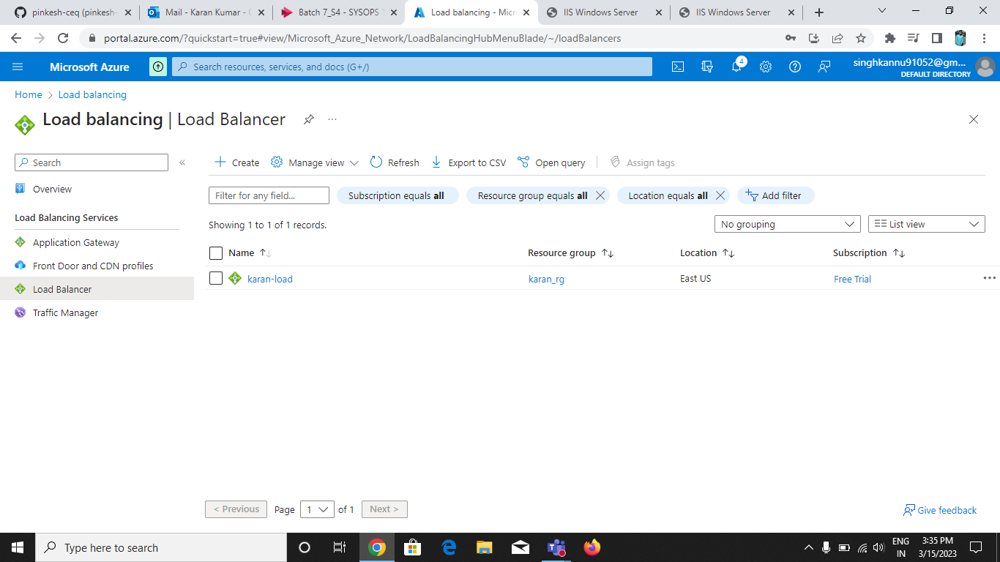 pinkesh-ceq (pinkesh-
Mail - Karan Kumar -
Batch 7_S4 - SYSOPS
Load balancing - Micr
IIS Windows Server
IIS Windows Server
portal.azure.com/?quickstart=true#view/Microsoft_Azure_Network/LoadBalancingHubMenuBlade/~/loadBalancers
Microsoft Azure
Search resources, services, and docs (G+/)
4
singhkannu91052@gm...
DEFAULT DIRECTORY
Home > Load balancing
Load balancing | Load Balancer
Search
«
Create
Manage view
Refresh
Export to CSV
Open query
Assign tags
Overview
Load Balancing Services
Application Gateway
Front Door and CDN profiles
Load Balancer
Traffic Manager
Filter for any field...
Subscription equals all
Resource group equals all
Location equals all
Add filter
Showing 1 to 1 of 1 records.
No grouping
List view
Name
Resource group
Location
Subscription
karan-load
karan_rg
East US
Free Trial
< Previous
Page
1
of 1
Next >
Give feedback
Type here to search
ENG
IN
3:35 PM
3/15/2023